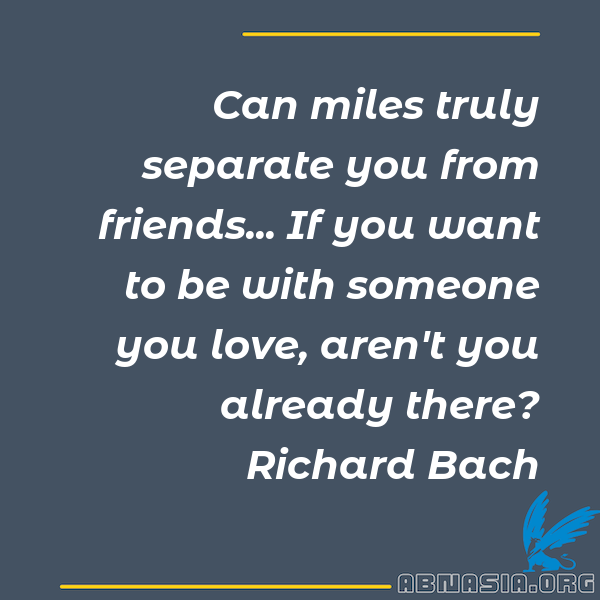 Can miles truly
separate you from
friends... If you want
to be with someone
you love, aren't you
already there?
Richard Bach
ABNASIA.ORG